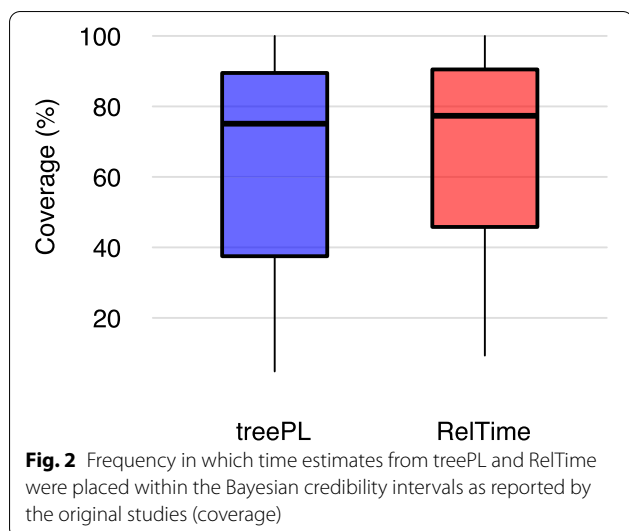 100
80
60
40
20
Coverage (%)
treePL RelTime
Fig. 2 Frequency in which time estimates from treePL and RelTime
were placed within the Bayesian credibility intervals as reported by
the original studies (coverage)